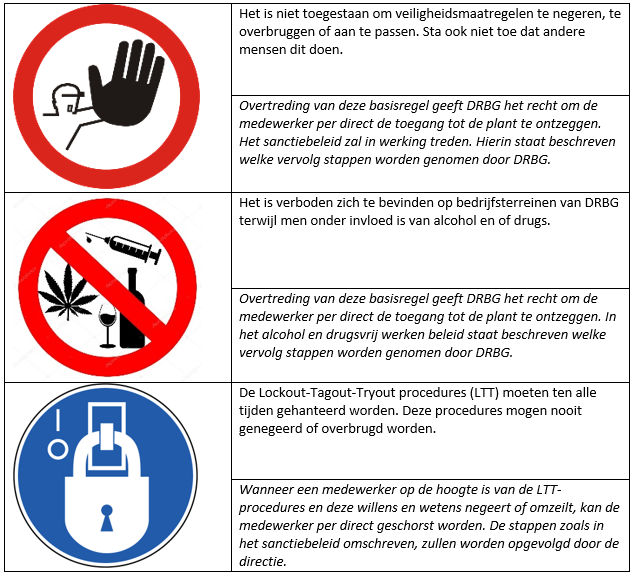 Het is niet toegestaan om veiligheidsmaatregelen te negeren, te
overbruggen of aan te passen. Sta ook niet toe dat andere
mensen dit doen.
Overtreding van deze basisregel geeft DRBG het recht om de
medewerker per direct de toegang tot de plant te ontzeggen.
Het sanctiebeleid zal in werking treden. Hierin staat beschreven
welke vervolg stappen worden genomen door DRBG.
Het is verboden zich te bevinden op bedrijfsterreinen van DRBG
terwijl men onder invloed is van alcohol en of drugs.
Overtreding van deze basisregel geeft DRBG het recht om de
medewerker per direct de toegang tot de plant te ontzeggen. In
het alcohol en drugsvrij werken beleid staat beschreven welke
vervolg stappen worden genomen door DRBG.
De Lockout-Tagout-Tryout procedures (LTT) moeten ten alle
tijden gehanteerd worden. Deze procedures mogen nooit
genegeerd of overbrugd worden.
Wanneer een medewerker op de hoogte is van de LTT-
procedures en deze willens en wetens negeert of omzeilt, kan de
medewerker per direct geschorst worden. De stappen zoals in
het sanctiebeleid omschreven, zullen worden opgevolgd door de
directie.